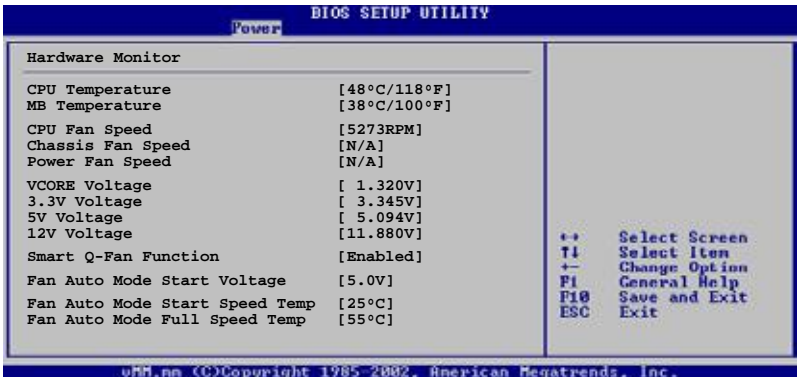 BIOS SETUP UTILITY
Power
Hardware Monitor
CPU Temperature [48°C/118°F]
MB Temperature [38°C/100°F]
CPU Fan Speed [5273RPM]
Chassis Fan Speed [N/A]
Power Fan Speed [N/A]
VCORE Voltage [ 1.320V]
3.3V Voltage [ 3.345V]
5V Voltage [ 5.094V]
12V Voltage [11.880V]
Smart Q-Fan Function [Enabled]
Fan Auto Mode Start Voltage [5.0V]
Fan Auto Mode Start Speed Temp [25°C]
Fan Auto Mode Full Speed Temp [55°C]
↔ Select Screen
↑↓ Select Item
+- Change Option
F1 General Help
F10 Save and Exit
ESC Exit
vMM.mm (C)Copyright 1985-2002, American Megatrends, Inc.